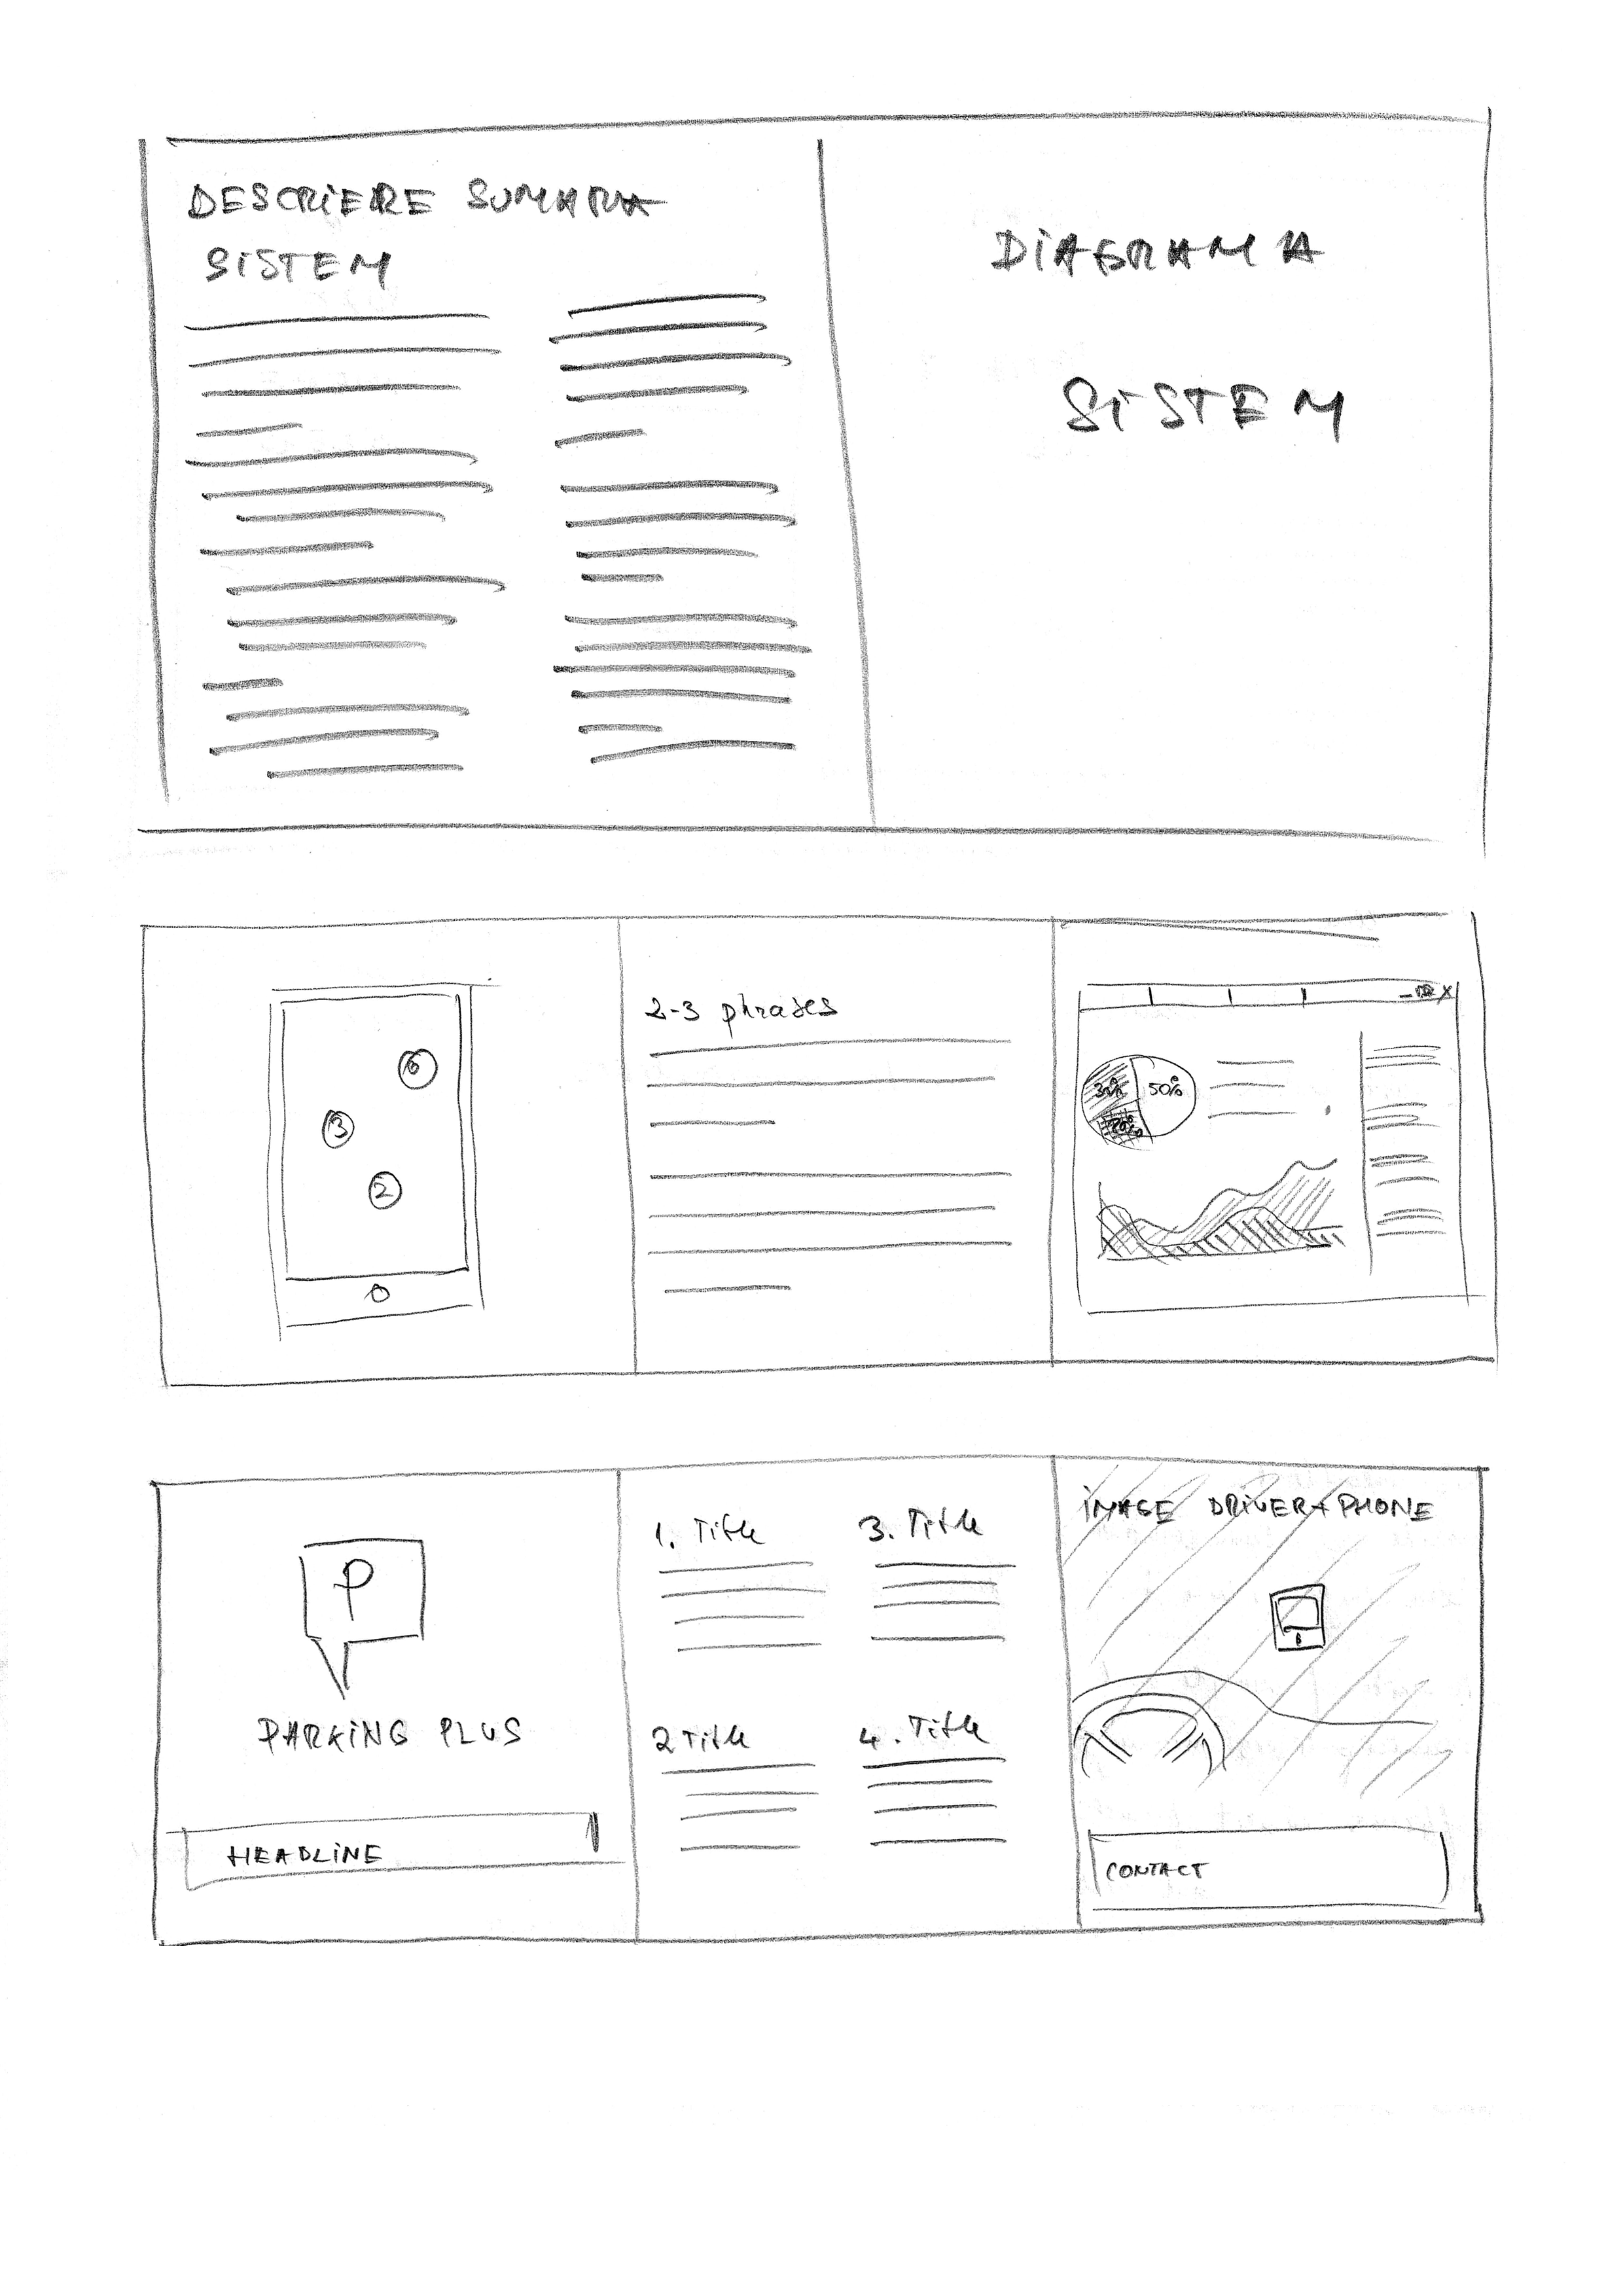 DESCRIERE SUMARA
SISTEM
DIAGRAMA
SISTEM
6
3
2
2-3 phrases
30%
50%
20%
P
PARKING PLUS
HEADLINE
1. Title
3. Title
2 Title
4. Title
IMAGE DRIVER+PHONE
CONTACT